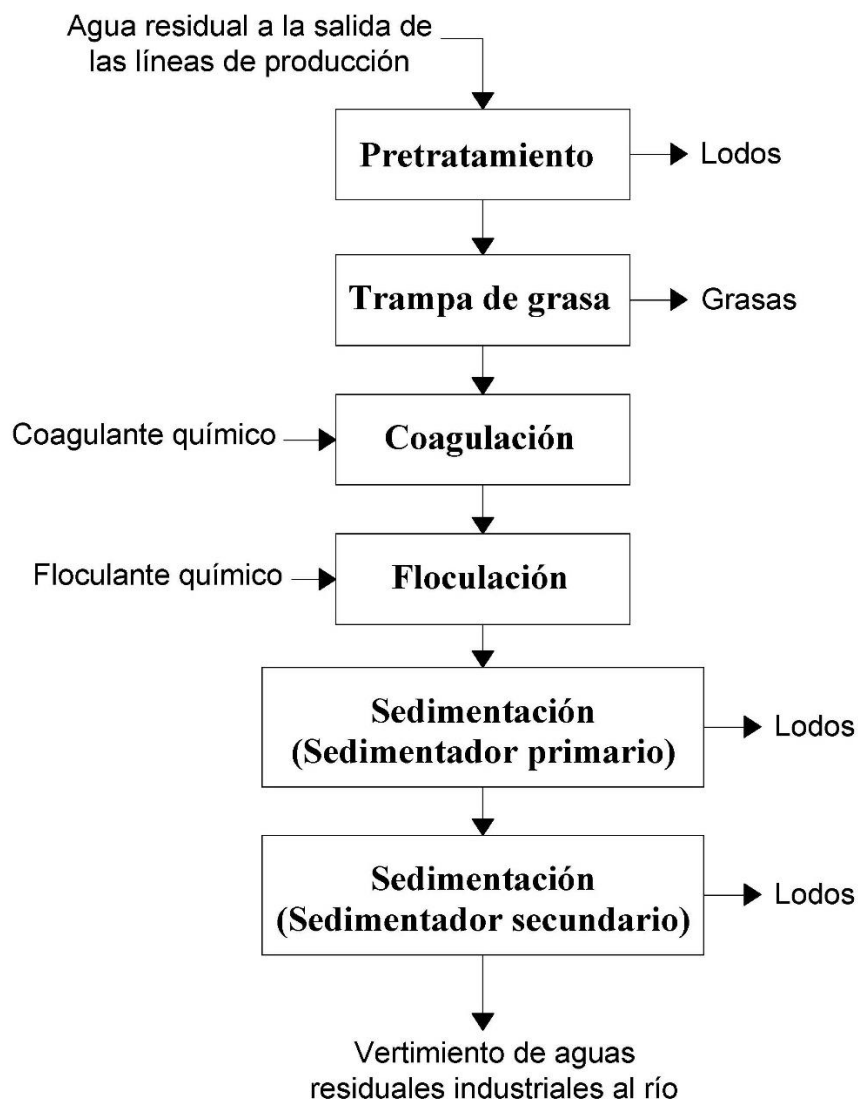 Agua residual a la salida de
las líneas de producción
Pretratamiento
Lodos
Trampa de grasa
Grasas
Coagulante químico
Coagulación
Floculante químico
Floculación
Sedimentación
(Sedimentador primario)
Lodos
Sedimentación
(Sedimentador secundario)
Lodos
Vertimiento de aguas
residuales industriales al río